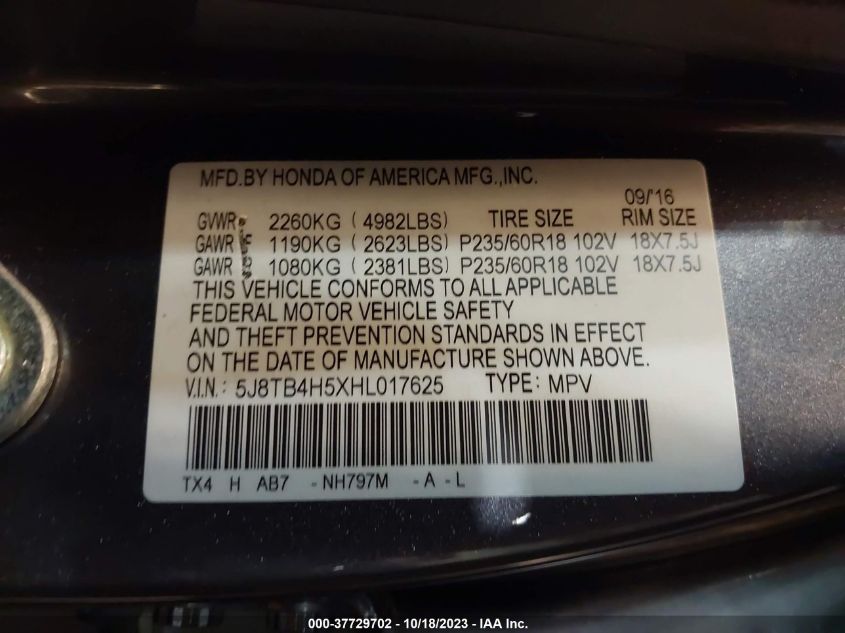 MFD.BY HONDA OF AMERICA MFG.,INC.
09/'16
GVWR 2260KG ( 4982LBS) TIRE SIZE RIM SIZE
GAWR 1190KG ( 2623LBS) P235/60R18 102V 18X7.5J
GAWR 1080KG ( 2381LBS) P235/60R18 102V 18X7.5J
THIS VEHICLE CONFORMS TO ALL APPLICABLE
FEDERAL MOTOR VEHICLE SAFETY
AND THEFT PREVENTION STANDARDS IN EFFECT
ON THE DATE OF MANUFACTURE SHOWN ABOVE.
V.I.N.: 5J8TB4H5XHL017625 TYPE: MPV
TX4 H AB7 -NH797M -A -L
000-37729702 - 10/18/2023 - IAA Inc.